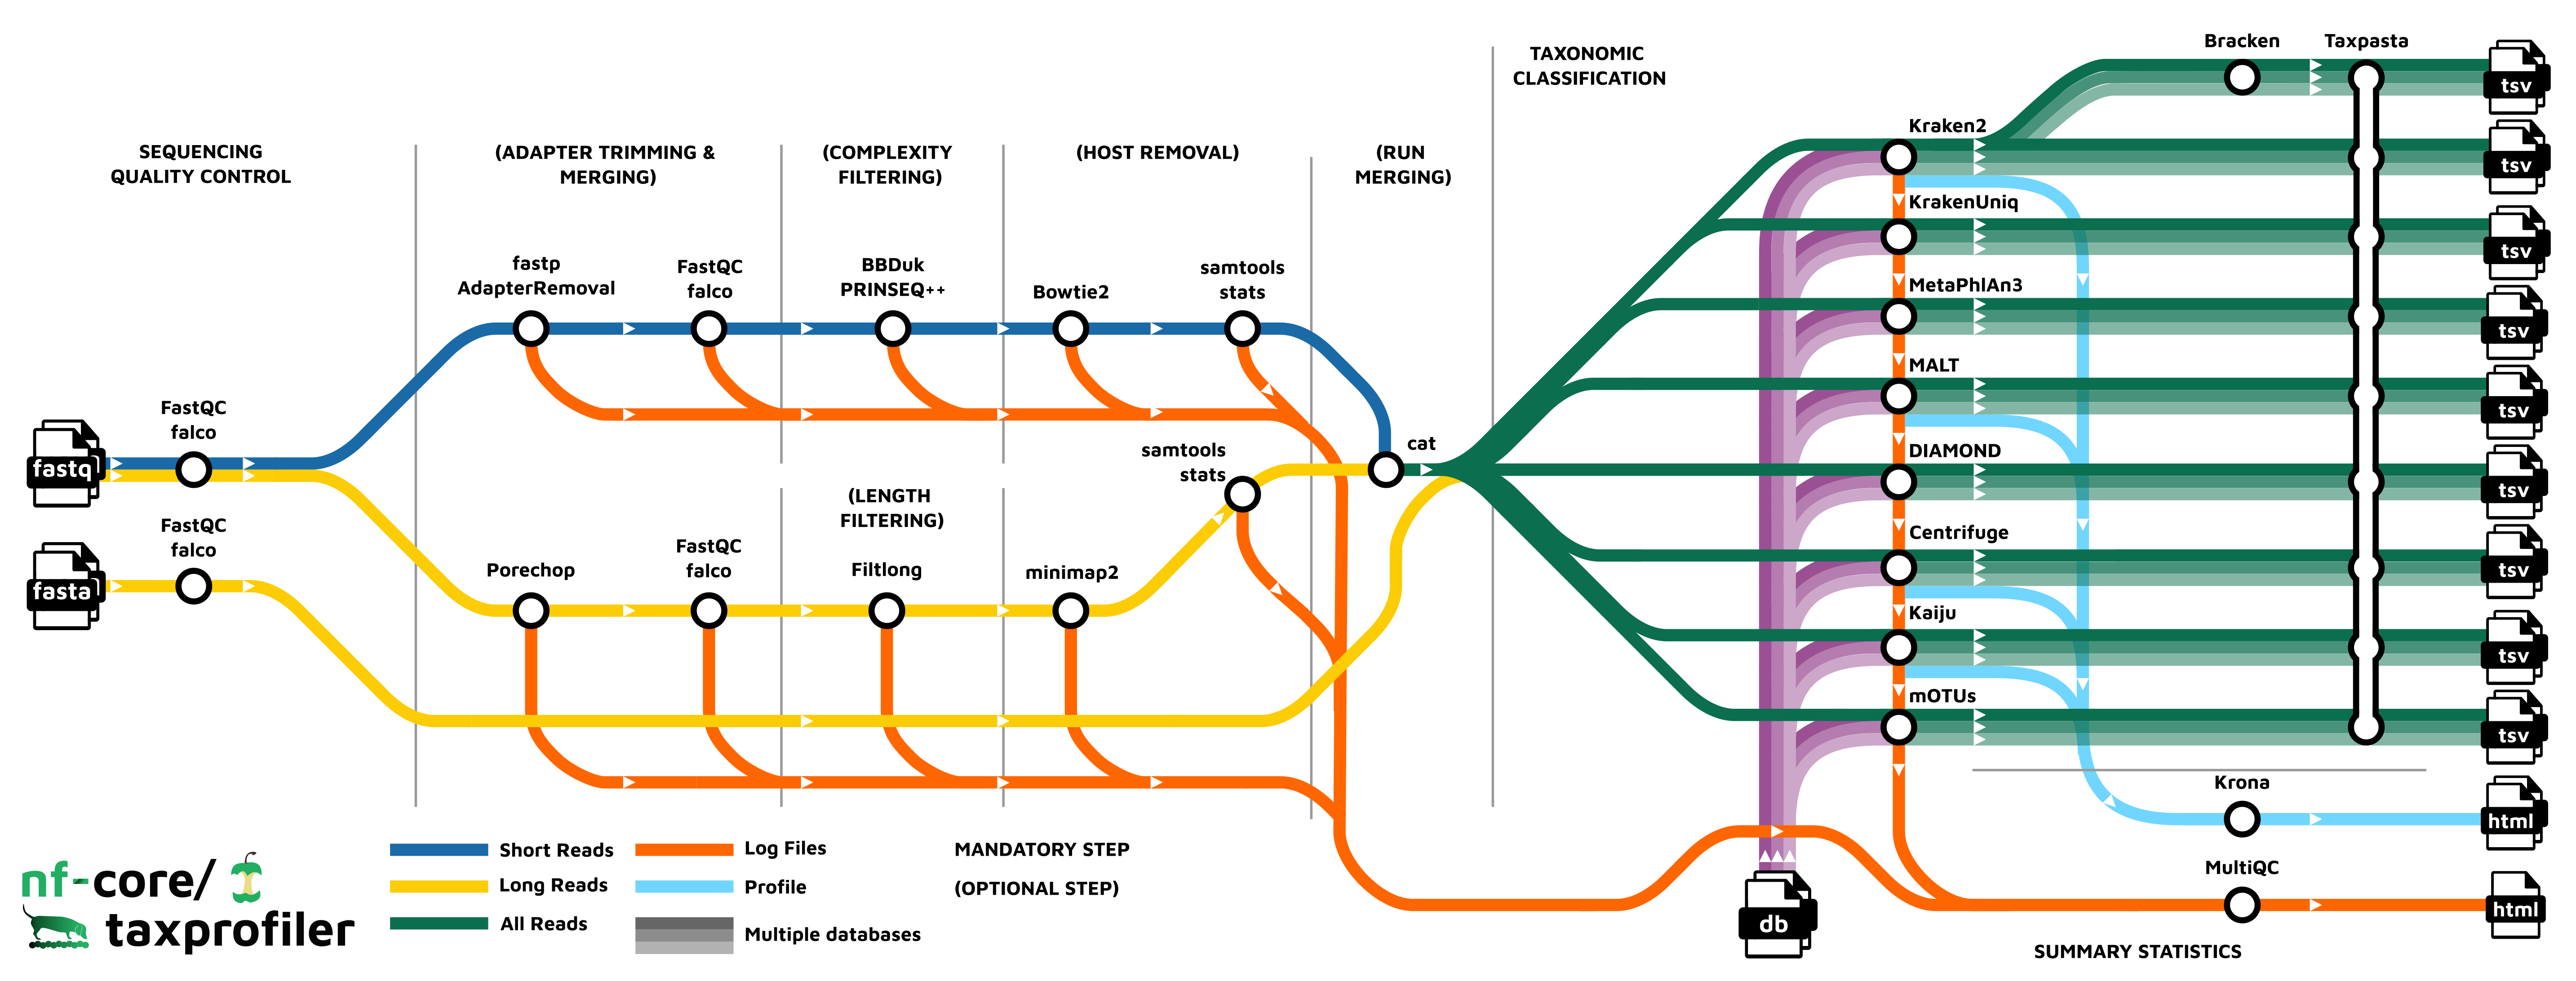 SEQUENCING
QUALITY CONTROL
(ADAPTER TRIMMING &
MERGING)
(COMPLEXITY
FILTERING)
(HOST REMOVAL)
(RUN
MERGING)
TAXONOMIC
CLASSIFICATION
fastq
FastQC
falco
fasta
FastQC
falco
fastp
AdapterRemoval
FastQC
falco
BBDuk
PRINSEQ++
Bowtie2
samtools
stats
Porechop
FastQC
falco
(LENGTH
FILTERING)
Filtlong
minimap2
samtools
stats
cat
Kraken2
KrakenUniq
MetaPhlAn3
MALT
DIAMOND
Centrifuge
Kaiju
mOTUs
Bracken
Taxpasta
tsv
tsv
tsv
tsv
tsv
tsv
tsv
tsv
tsv
Krona
html
MultiQC
html
SUMMARY STATISTICS
db
nf-core/
taxprofiler
Short Reads
Long Reads
All Reads
Log Files
Profile
Multiple databases
MANDATORY STEP
(OPTIONAL STEP)